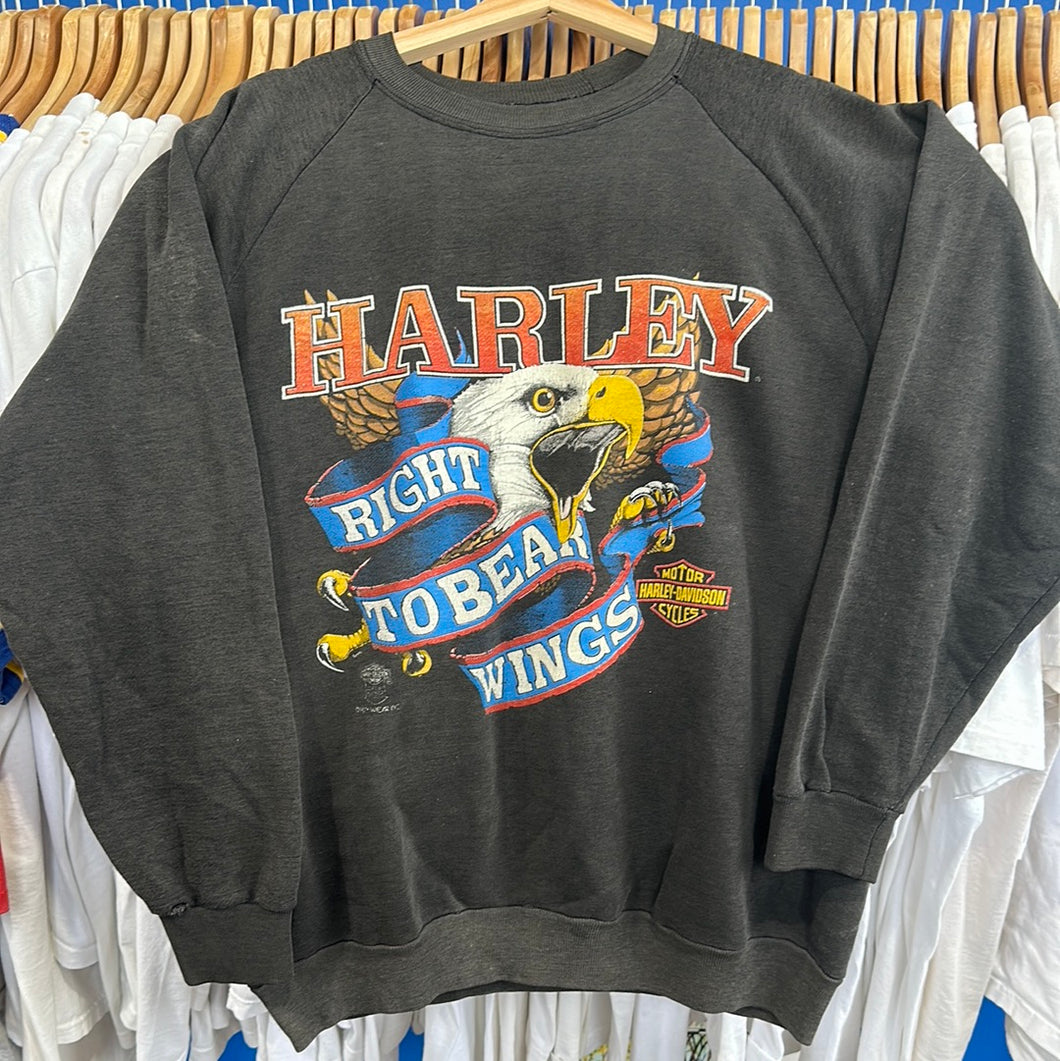 HARLEY
RIGHT
TO BEAR
WINGS
MOTOR
HARLEY-DAVIDSON
CYCLES